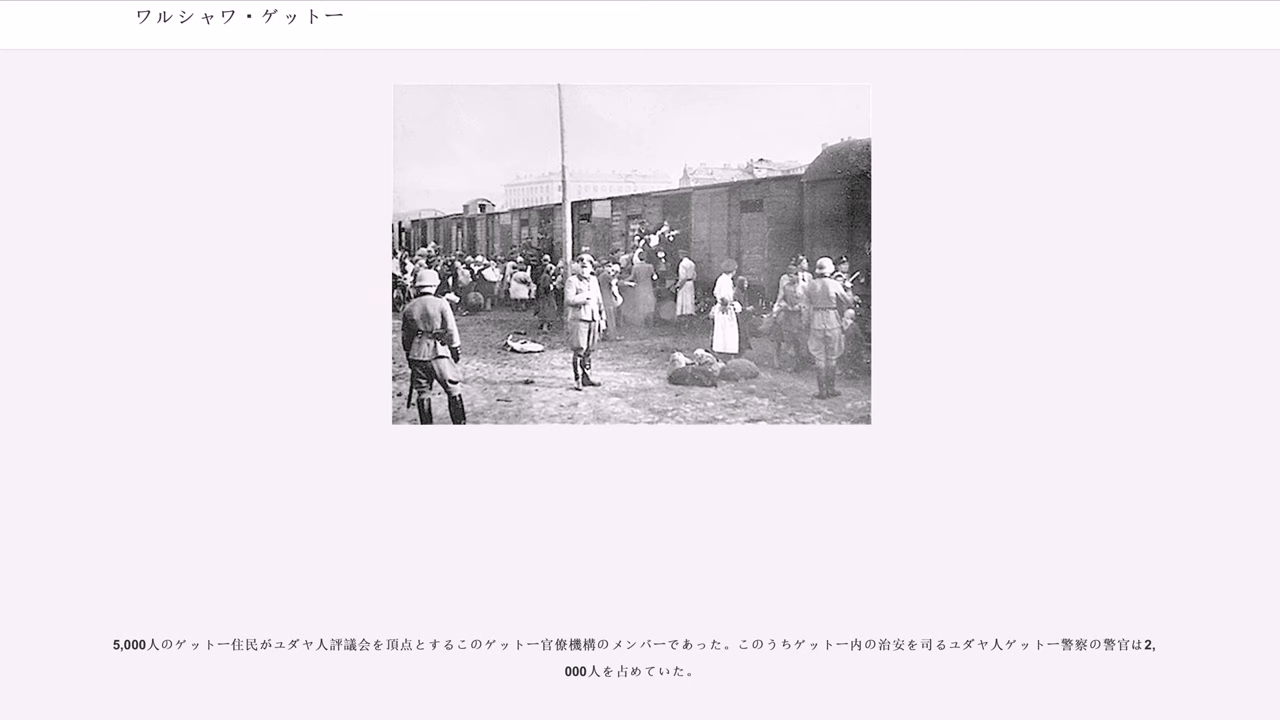 ワルシャワ・ゲットー
5,000人のゲットー住民がユダヤ人評議会を頂点とするこのゲットー官僚機構のメンバーであった。このうちゲットー内の治安を司るユダヤ人ゲットー警察の警官は2,
000人を占めていた。